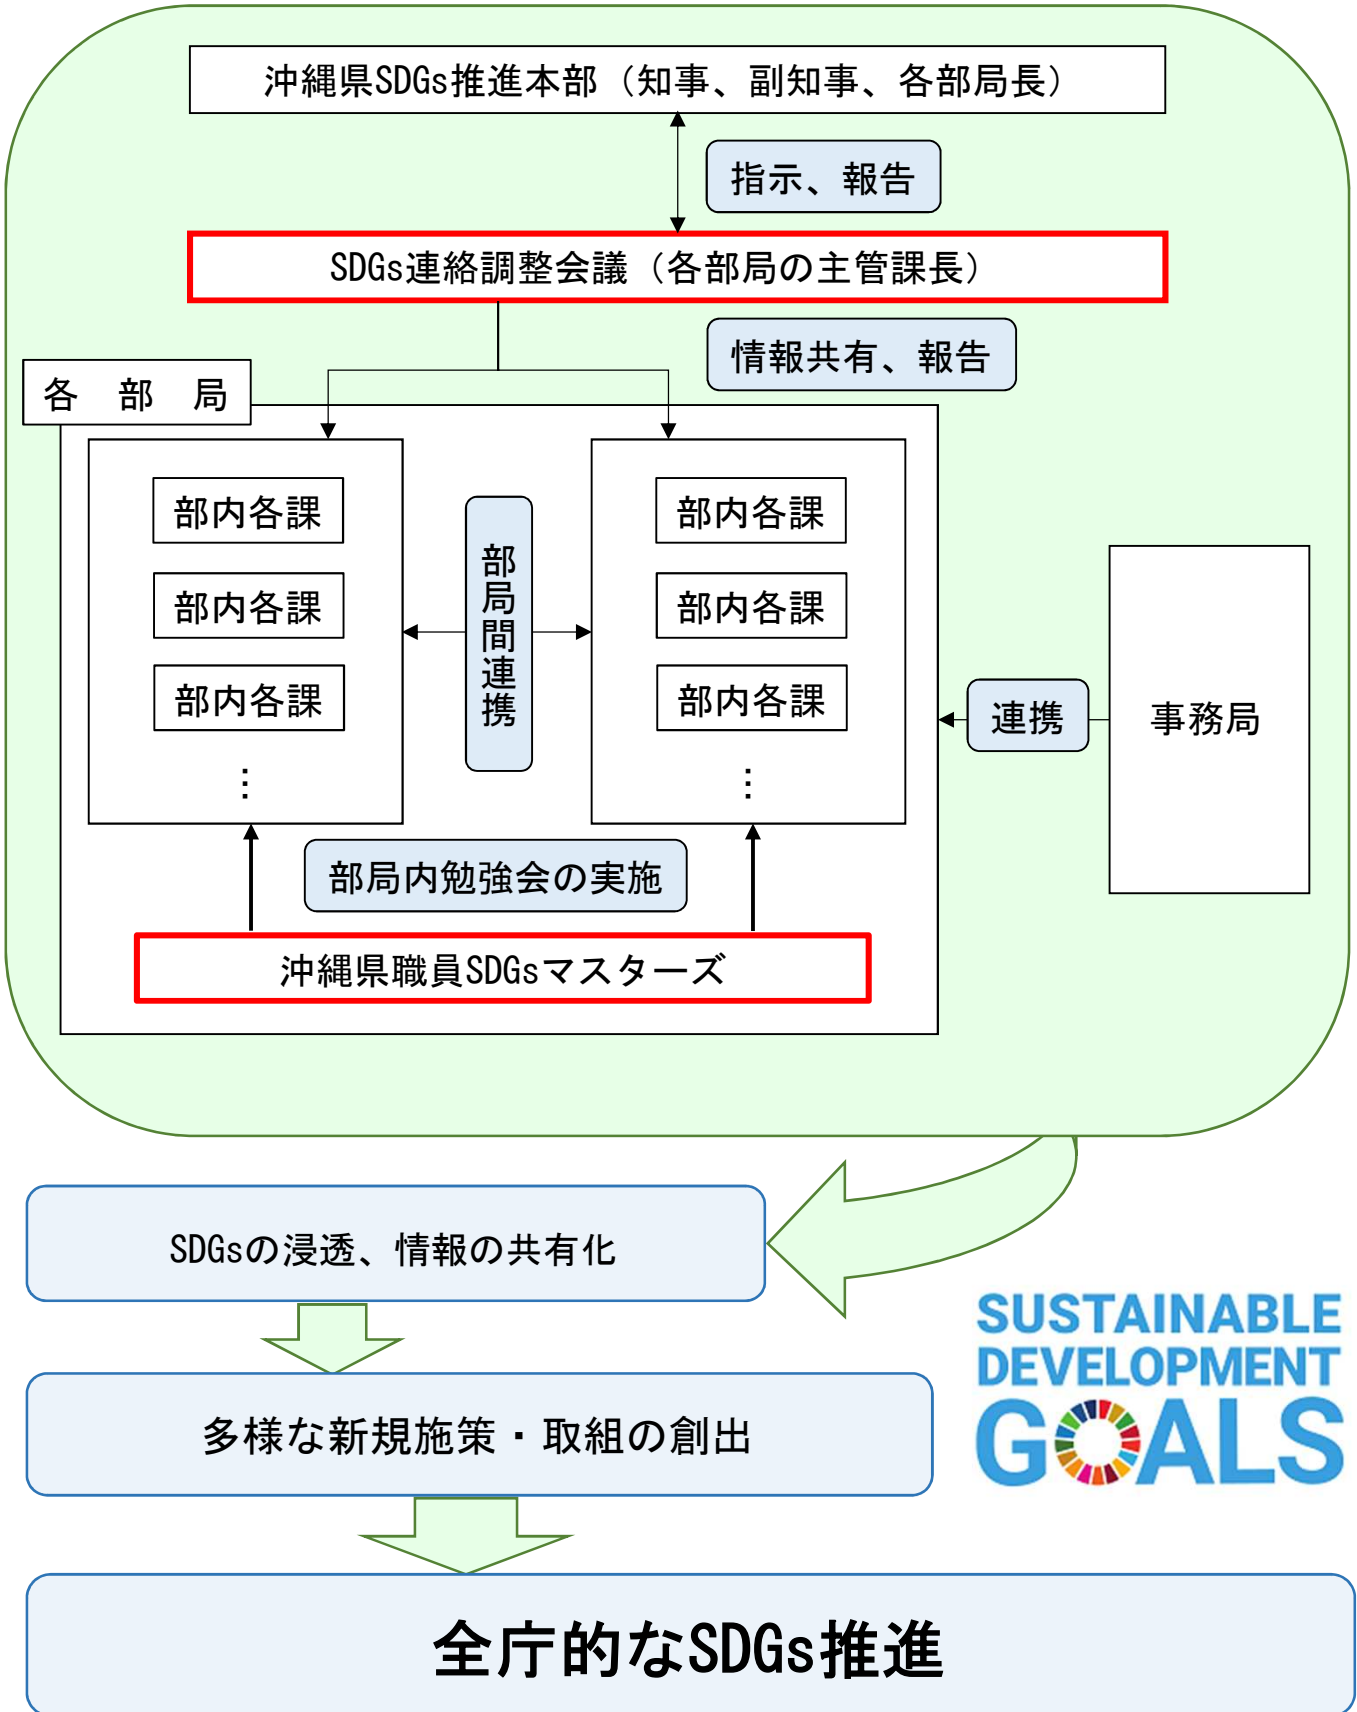 沖縄県SDGs推進本部（知事、副知事、各部局長）
指示、報告
SDGs連絡調整会議（各部局の主管課長）
情報共有、報告
各　部　局
部内各課
部内各課
部内各課
⋮
部局間連携
部内各課
部内各課
部内各課
⋮
連携
事務局
部局内勉強会の実施
沖縄県職員SDGsマスターズ
SDGsの浸透、情報の共有化
多様な新規施策・取組の創出
SUSTAINABLE
DEVELOPMENT
GOALS
全庁的なSDGs推進